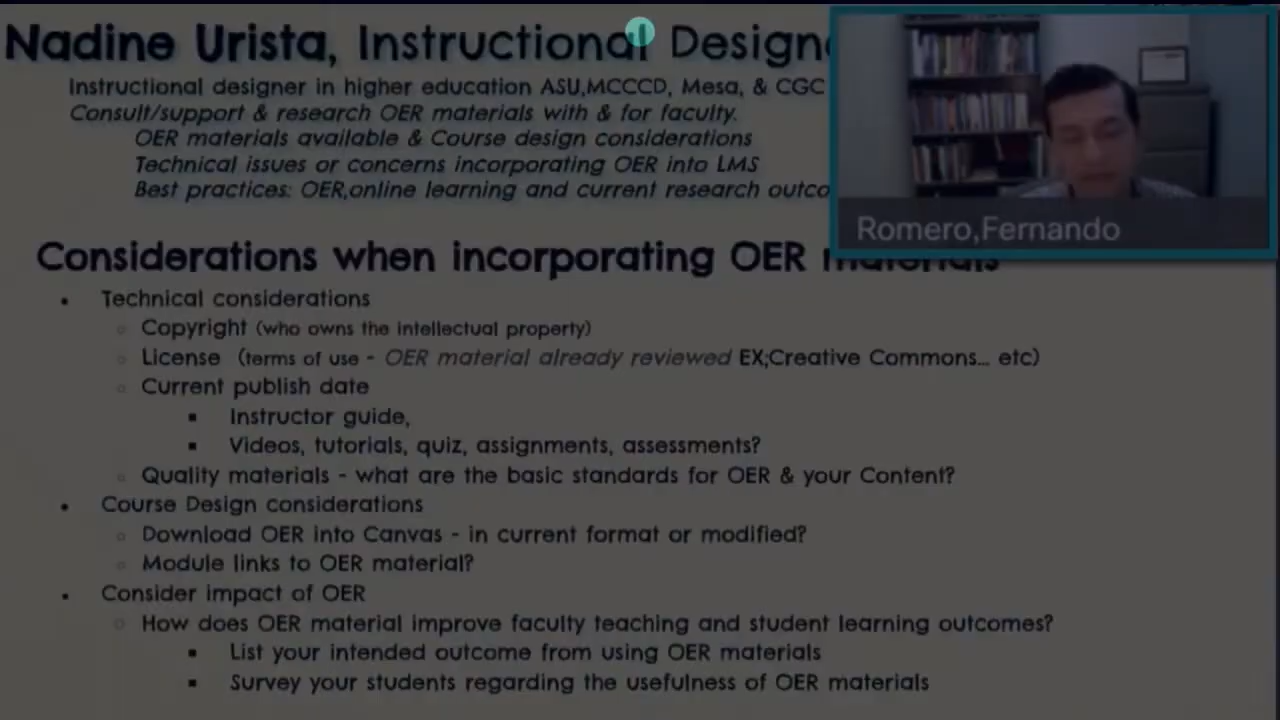 Nadine Urista, Instructional Designe
Instructional designer in higher education ASU,MCCCD, Mesa, & CGC
Consult/support & research OER materials with & for faculty.
OER materials available & Course design considerations
Technical issues or concerns incorporating OER into LMS
Best practices: OER,online learning and current research outco
Romero,Fernando
Considerations when incorporating OER materials
• Technical considerations
○ Copyright (who owns the intellectual property)
○ License (terms of use - OER material already reviewed EX;Creative Commons... etc)
○ Current publish date
▪ Instructor guide,
▪ Videos, tutorials, quiz, assignments, assessments?
○ Quality materials - what are the basic standards for OER & your Content?
• Course Design considerations
○ Download OER into Canvas - in current format or modified?
○ Module links to OER material?
• Consider impact of OER
○ How does OER material improve faculty teaching and student learning outcomes?
▪ List your intended outcome from using OER materials
▪ Survey your students regarding the usefulness of OER materials